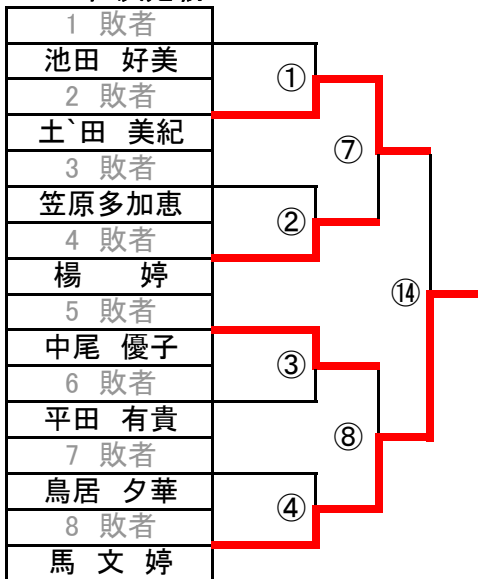 1 敗者
池田 好美
①
2 敗者
土`田 美紀
⑦
3 敗者
笠原多加恵
②
4 敗者
楊 婷
⑭
5 敗者
中尾 優子
③
6 敗者
平田 有貴
⑧
7 敗者
鳥居 夕華
④
8 敗者
馬 文 婷